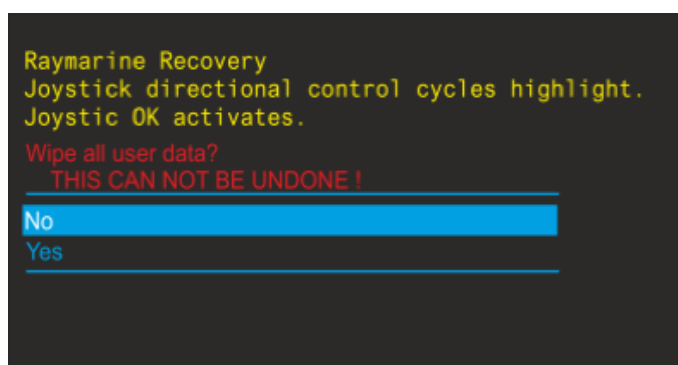 Raymarine Recovery
Joystick directional control cycles highlight.
Joystic OK activates.
Wipe all user data?
THIS CAN NOT BE UNDONE !
No
Yes